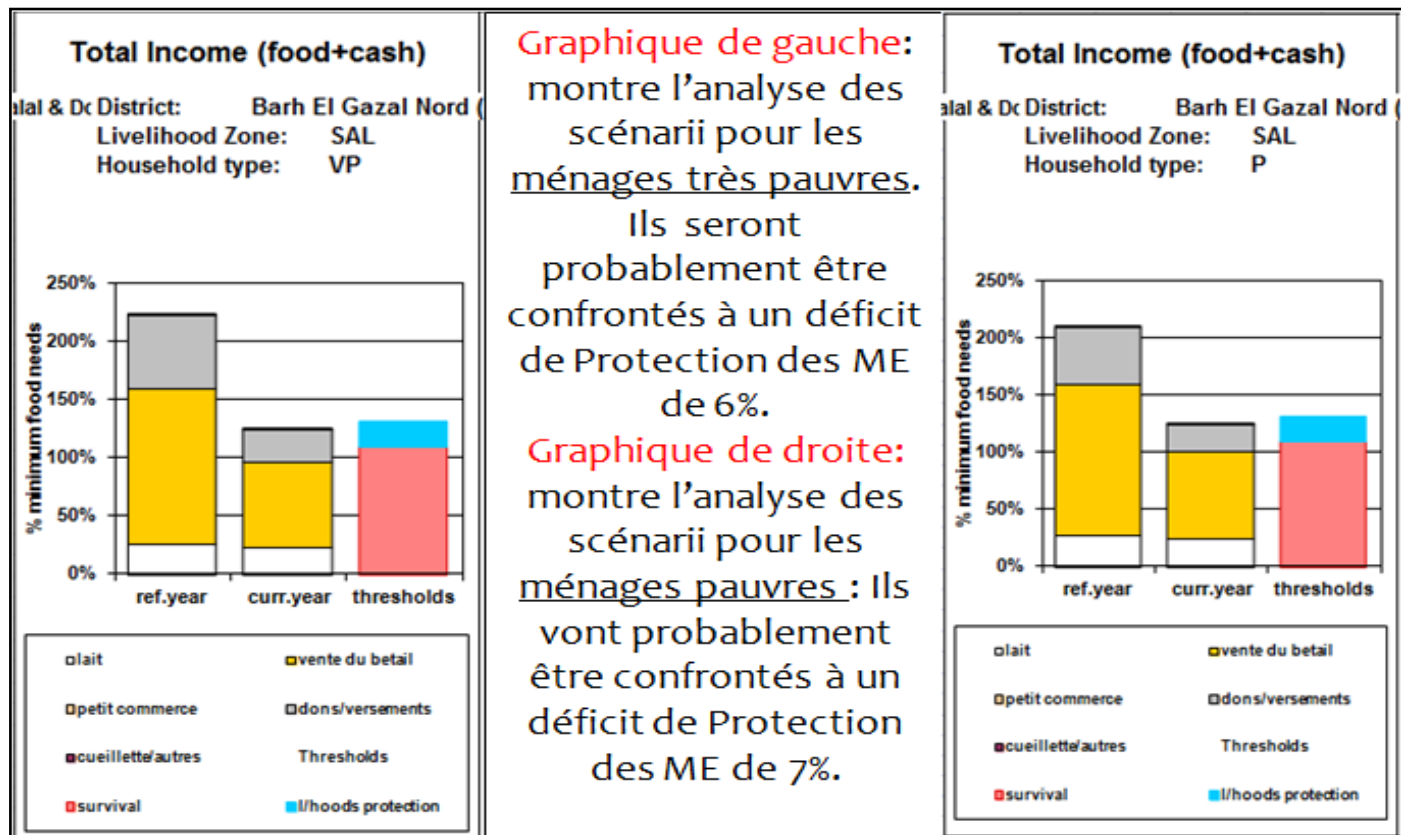 Total Income (food+cash)
alal & Dc District: Barh El Gazal Nord (
Livelihood Zone: SAL
Household type: VP
250%
200%
150%
100%
50%
0%
% minimum food needs
ref.year curr.year thresholds
lait vente du betail
petit commerce dons/versements
cueillette/autres Thresholds
survival l/hoods protection
Graphique de gauche:
montre l'analyse des
scénarii pour les
ménages très pauvres.
Ils seront
probablement être
confrontés à un déficit
de Protection des ME
de 6%.
Graphique de droite:
montre l'analyse des
scénarii pour les
ménages pauvres : Ils
vont probablement
être confrontés à un
déficit de Protection
des ME de 7%.
Total Income (food+cash)
alal & Dc District: Barh El Gazal Nord (
Livelihood Zone: SAL
Household type: P
250%
200%
150%
100%
50%
0%
% minimum food needs
ref.year curr.year thresholds
lait vente du betail
petit commerce dons/versements
cueillette/autres Thresholds
survival l/hoods protection